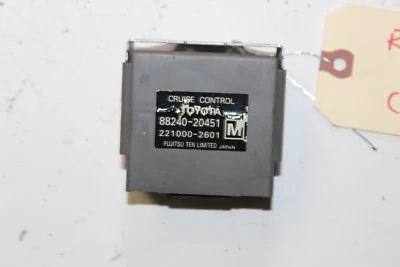 CRUISE CONTROL
TOYOTA
88240-20451
221000-2601
M
FUJITSU TEN LIMITED JAPAN